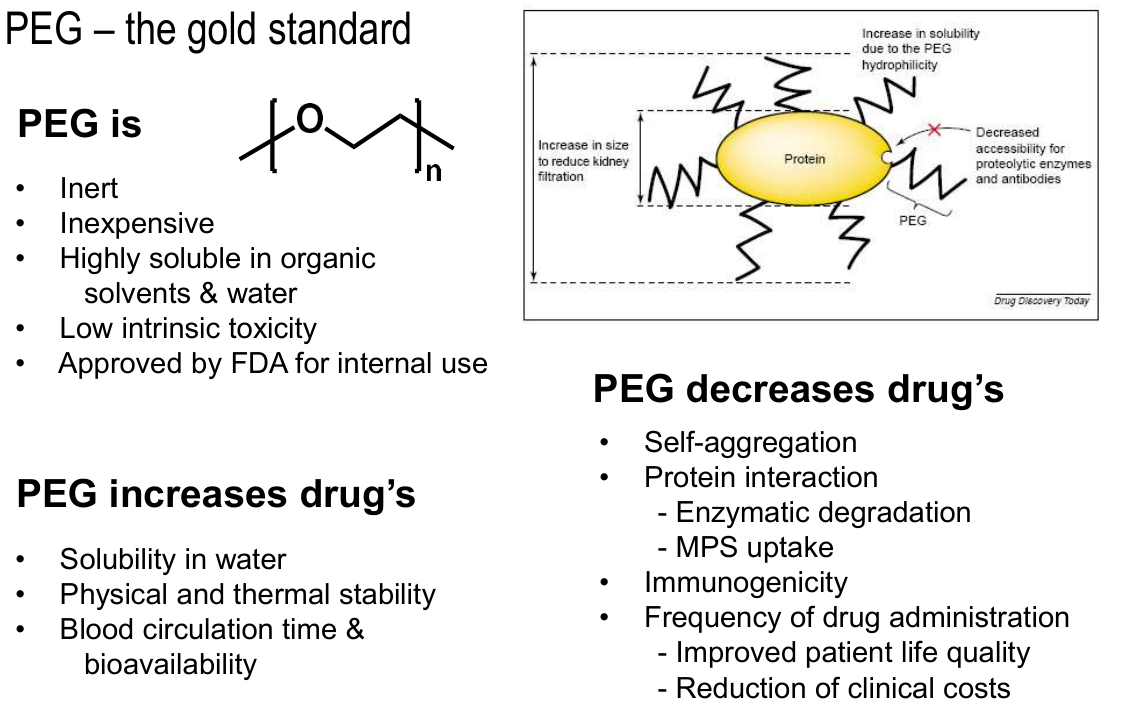 PEG – the gold standard
PEG is
O
n
• Inert
• Inexpensive
• Highly soluble in organic
solvents & water
• Low intrinsic toxicity
• Approved by FDA for internal use
PEG increases drug's
• Solubility in water
• Physical and thermal stability
• Blood circulation time &
bioavailability
Increase in solubility
due to the PEG
hydrophilicity
Increase in size
to reduce kidney
filtration
Protein
Decreased
accessibility for
proteolytic enzymes
and antibodies
PEG
Drug Discovery Today
PEG decreases drug's
• Self-aggregation
• Protein interaction
- Enzymatic degradation
- MPS uptake
• Immunogenicity
• Frequency of drug administration
- Improved patient life quality
- Reduction of clinical costs